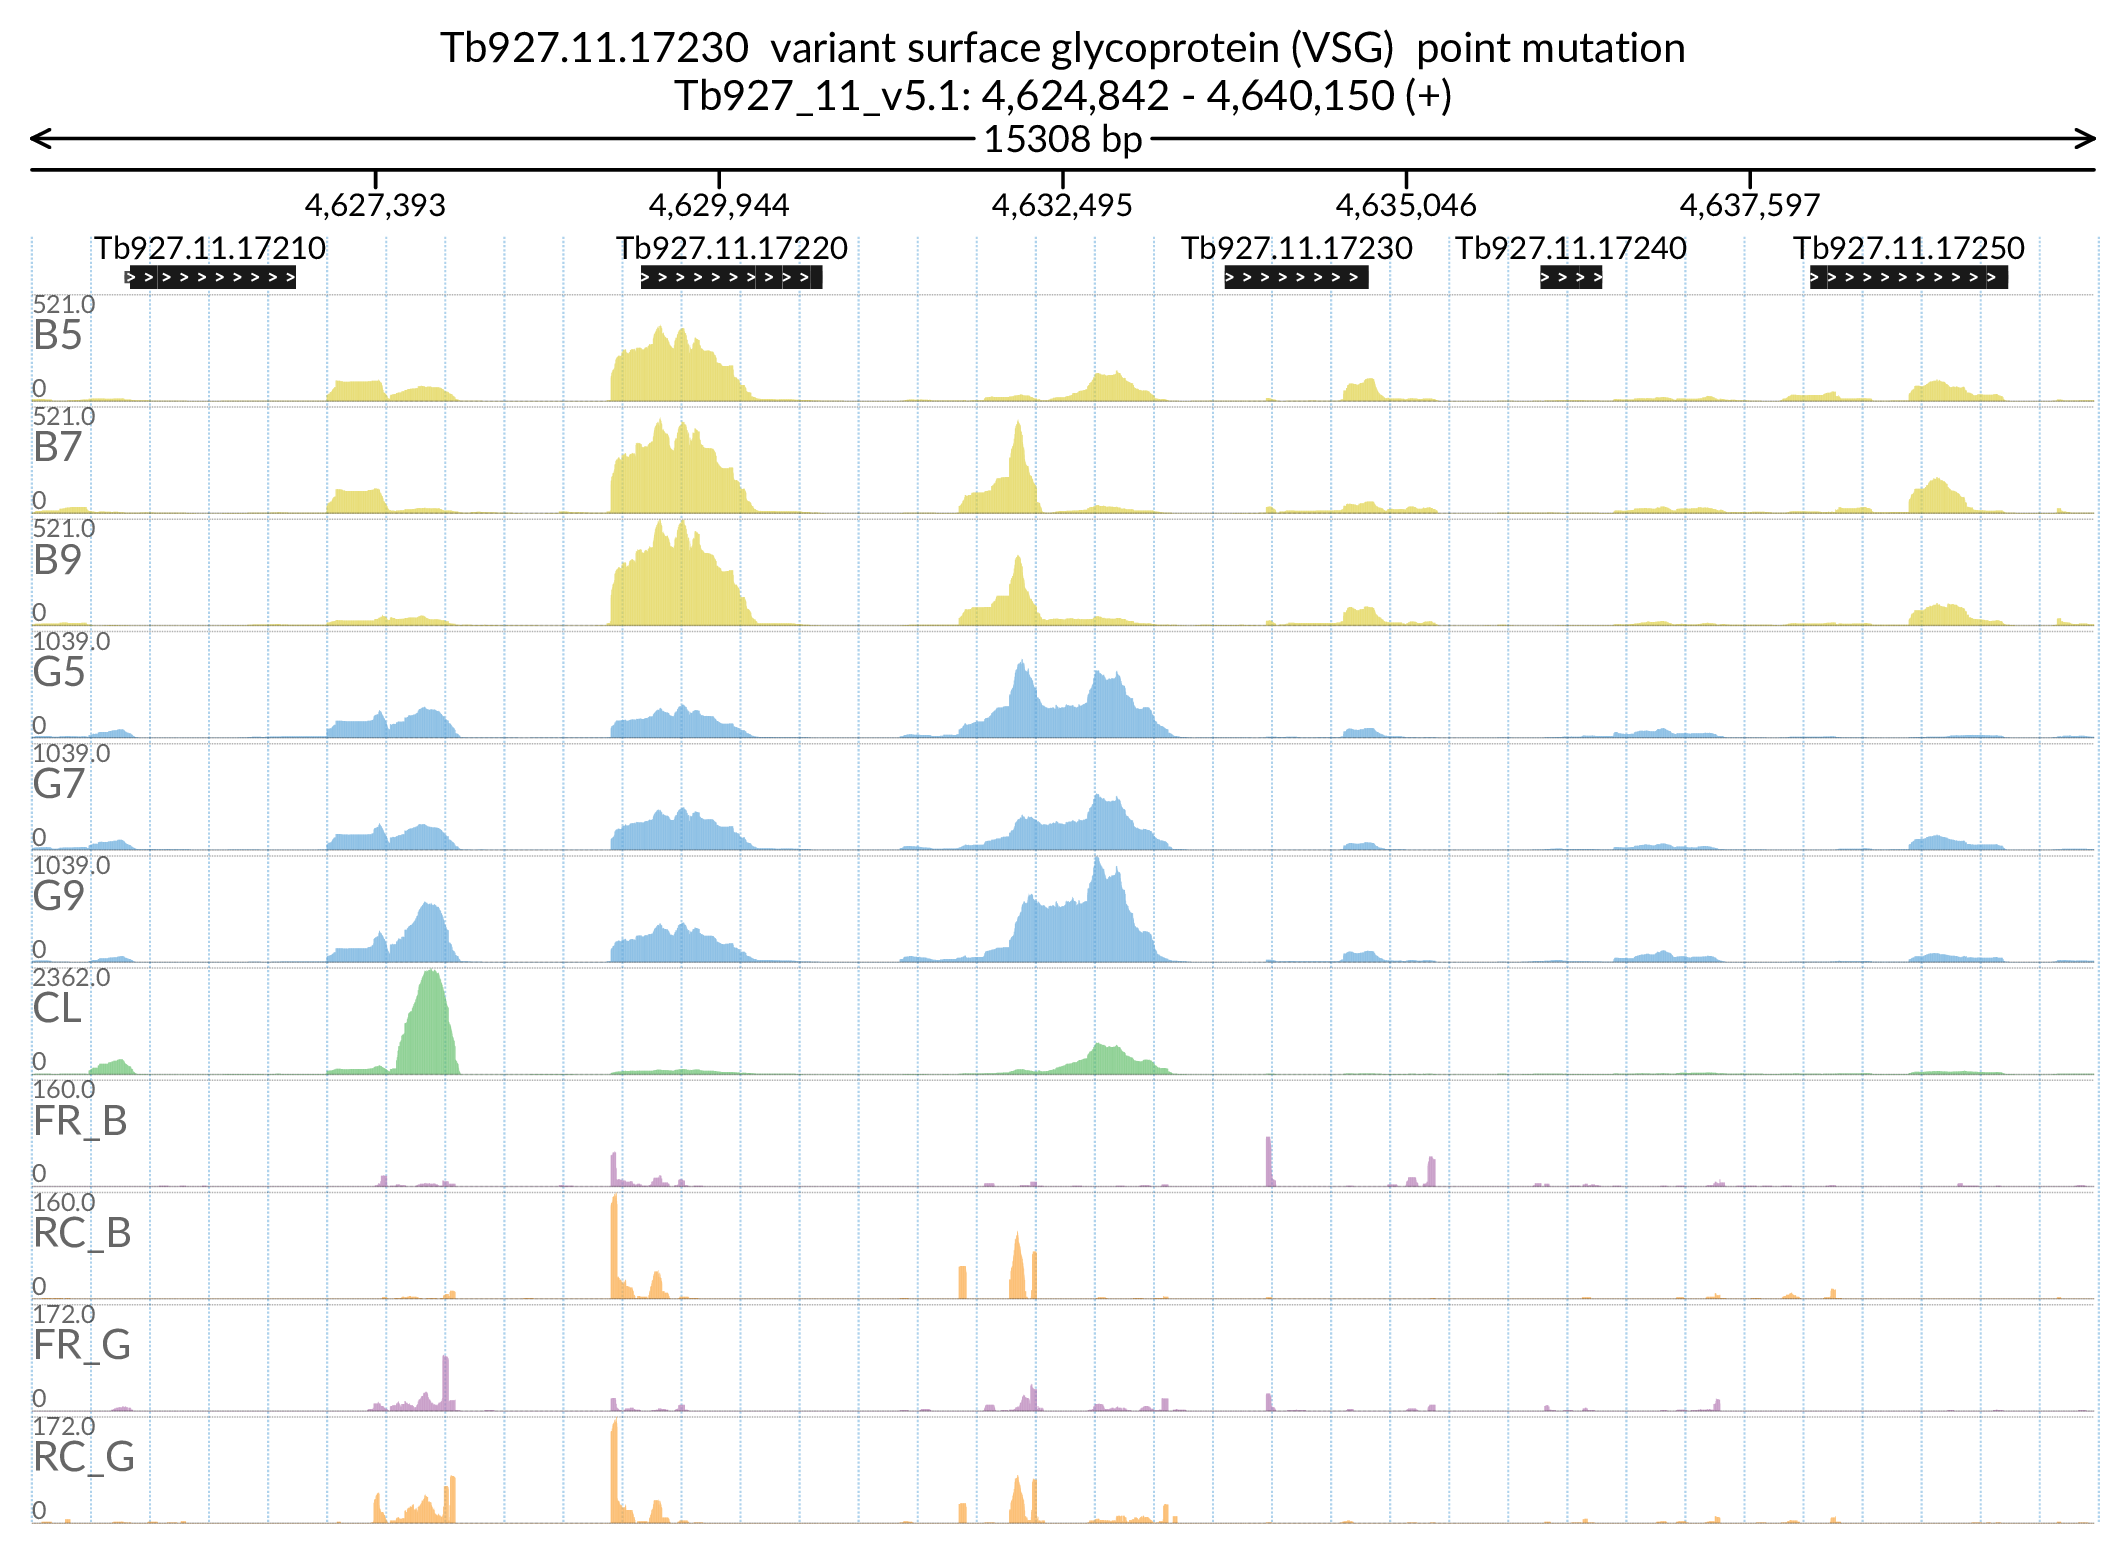 Tb927.11.17230  variant surface glycoprotein (VSG)  point mutation
Tb927_11_v5.1: 4,624,842 - 4,640,150 (+)
15308 bp
4,627,393 4,629,944 4,632,495 4,635,046 4,637,597
Tb927.11.17210 Tb927.11.17220 Tb927.11.17230 Tb927.11.17240 Tb927.11.17250
521.0
B5
0
521.0
B7
0
521.0
B9
0
1039.0
G5
0
1039.0
G7
0
1039.0
G9
0
2362.0
CL
0
160.0
FR_B
0
160.0
RC_B
0
172.0
FR_G
0
172.0
RC_G
0